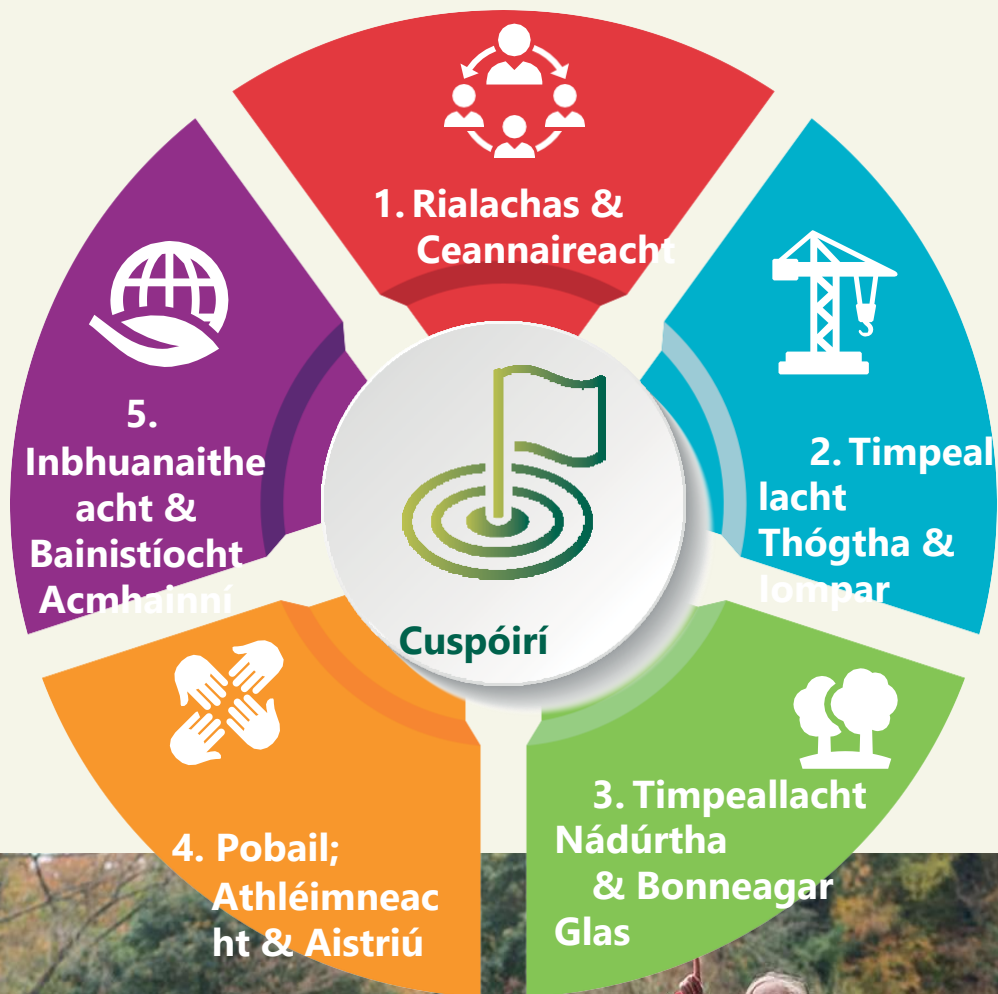 1. Rialachas &
Ceannaireacht
2. Timpeal
lacht
Thógtha &
Iompar
3. Timpeallacht
Nádúrtha
& Bonneagar
Glas
4. Pobail;
Athléimneac
ht & Aistriú
5.
Inbhuanaithe
acht &
Bainistíocht
Acmhainní
Cuspóirí